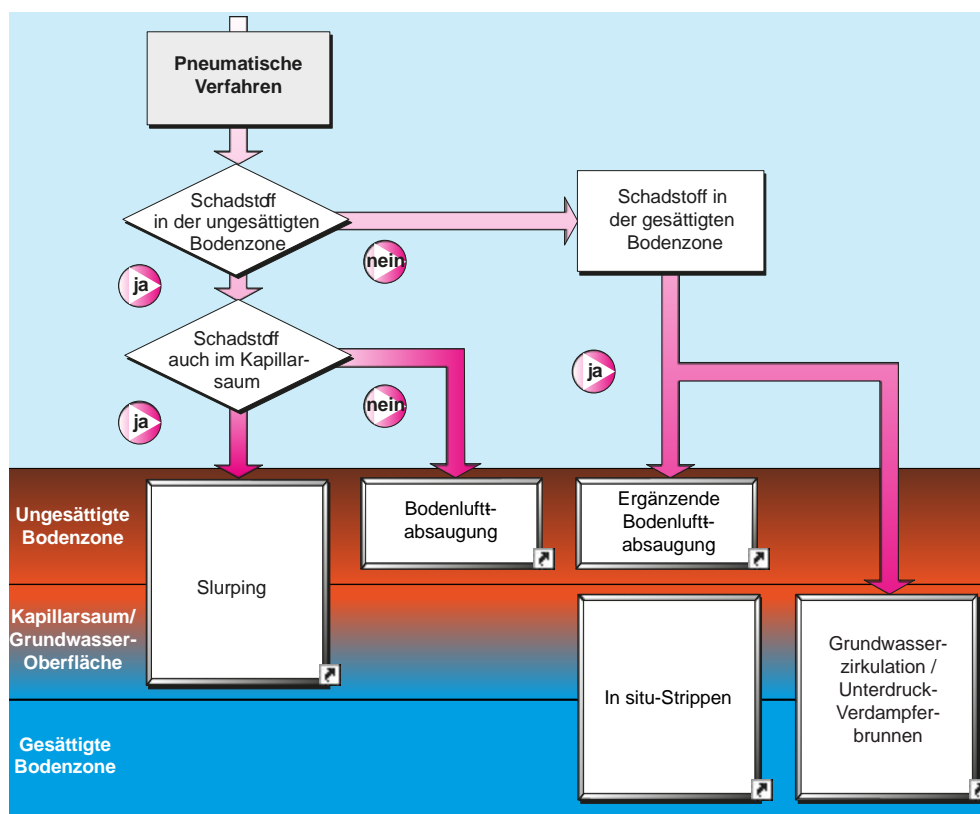 Pneumatische
Verfahren
Schadstoff
in der ungesättigten
Bodenzone
Schadstoff in
der gesättigten
Bodenzone
nein
ja
Schadstoff
auch im Kapillar-
saum
ja
nein
ja
Ungesättigte
Bodenzone
Slurping
Bodenluft-
absaugung
Ergänzende
Bodenluft-
absaugung
Kapillarsaum/
Grundwasser-
Oberfläche
In situ-Strippen
Grundwasser-
zirkulation /
Unterdruck-
Verdampfer-
brunnen
Gesättigte
Bodenzone